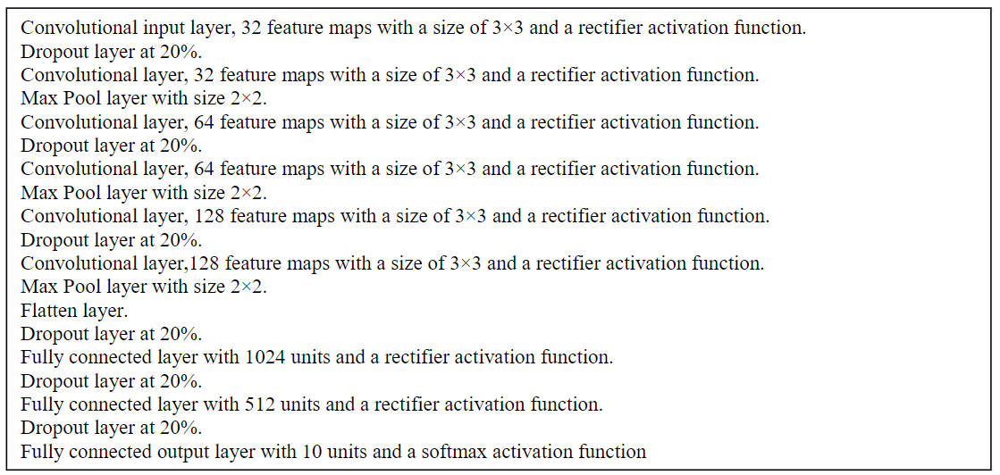 Convolutional input layer, 32 feature maps with a size of 3×3 and a rectifier activation function.
Dropout layer at 20%.
Convolutional layer, 32 feature maps with a size of 3×3 and a rectifier activation function.
Max Pool layer with size 2×2.
Convolutional layer, 64 feature maps with a size of 3×3 and a rectifier activation function.
Dropout layer at 20%.
Convolutional layer, 64 feature maps with a size of 3×3 and a rectifier activation function.
Max Pool layer with size 2×2.
Convolutional layer, 128 feature maps with a size of 3×3 and a rectifier activation function.
Dropout layer at 20%.
Convolutional layer,128 feature maps with a size of 3×3 and a rectifier activation function.
Max Pool layer with size 2×2.
Flatten layer.
Dropout layer at 20%.
Fully connected layer with 1024 units and a rectifier activation function.
Dropout layer at 20%.
Fully connected layer with 512 units and a rectifier activation function.
Dropout layer at 20%.
Fully connected output layer with 10 units and a softmax activation function